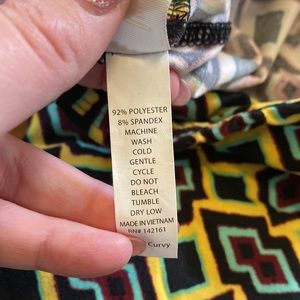 92% POLYESTER
8% SPANDEX
MACHINE
WASH
COLD
GENTLE
CYCLE
DO NOT
BLEACH
TUMBLE
DRY LOW
MADE IN VIETNAM
RN# 142161
Curvy